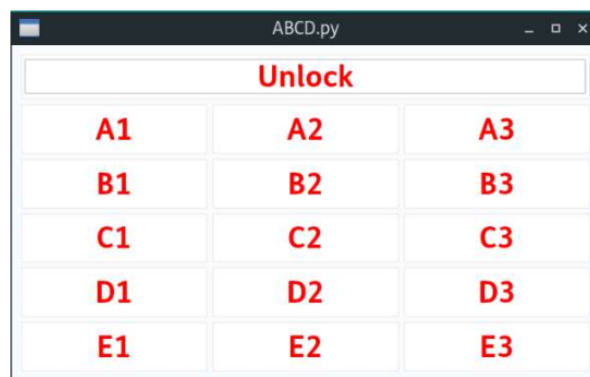 ABCD.py
Unlock
A1 A2 A3
B1 B2 B3
C1 C2 C3
D1 D2 D3
E1 E2 E3